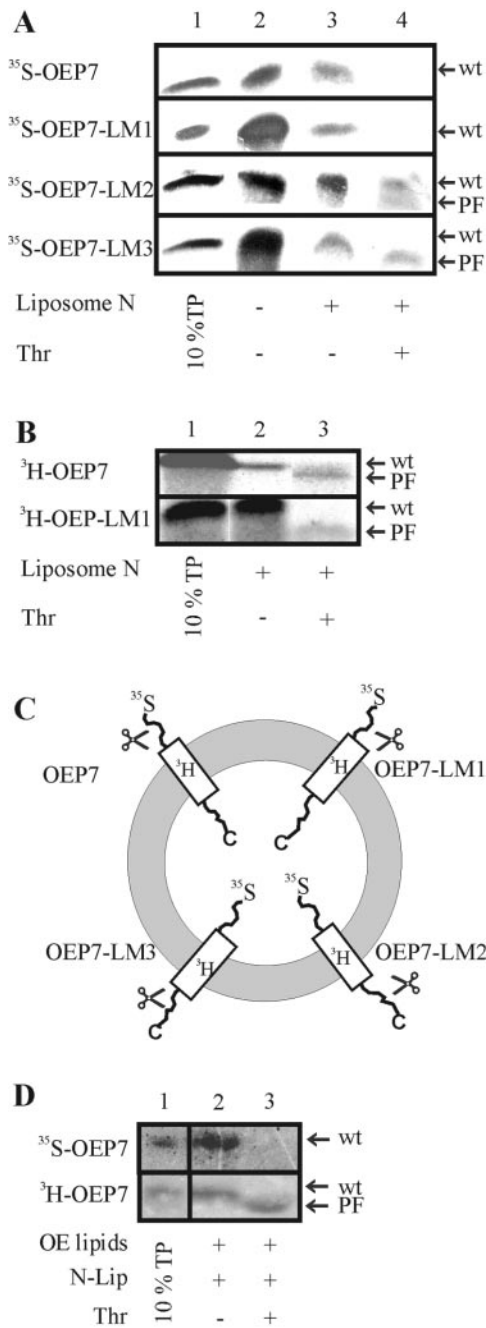 A
1 2 3 4
³⁵S-OEP7 ← wt
³⁵S-OEP7-LM1 ← wt
³⁵S-OEP7-LM2 ← wt
← PF
³⁵S-OEP7-LM3 ← wt
← PF
Liposome N 10 %TP - + +
Thr - - +
B
1 2 3
³H-OEP7 ← wt
← PF
³H-OEP-LM1 ← wt
← PF
Liposome N 10 %TP + +
Thr - +
C
³⁵S ³⁵S
OEP7 ³H C
³H C OEP7-LM1
³⁵S ³⁵S
OEP7-LM3 ³H C
³H C OEP7-LM2
D
1 2 3
³⁵S-OEP7 ← wt
³H-OEP7 ← wt
← PF
OE lipids 10 %TP + +
N-Lip + +
Thr - +